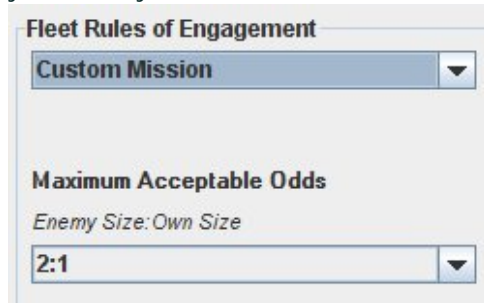 Fleet Rules of Engagement
Custom Mission
Maximum Acceptable Odds
Enemy Size:Own Size
2:1